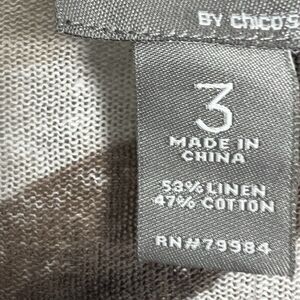 BY chico's
3
MADE IN
CHINA
53% LINEN
47% COTTON
RN#79984